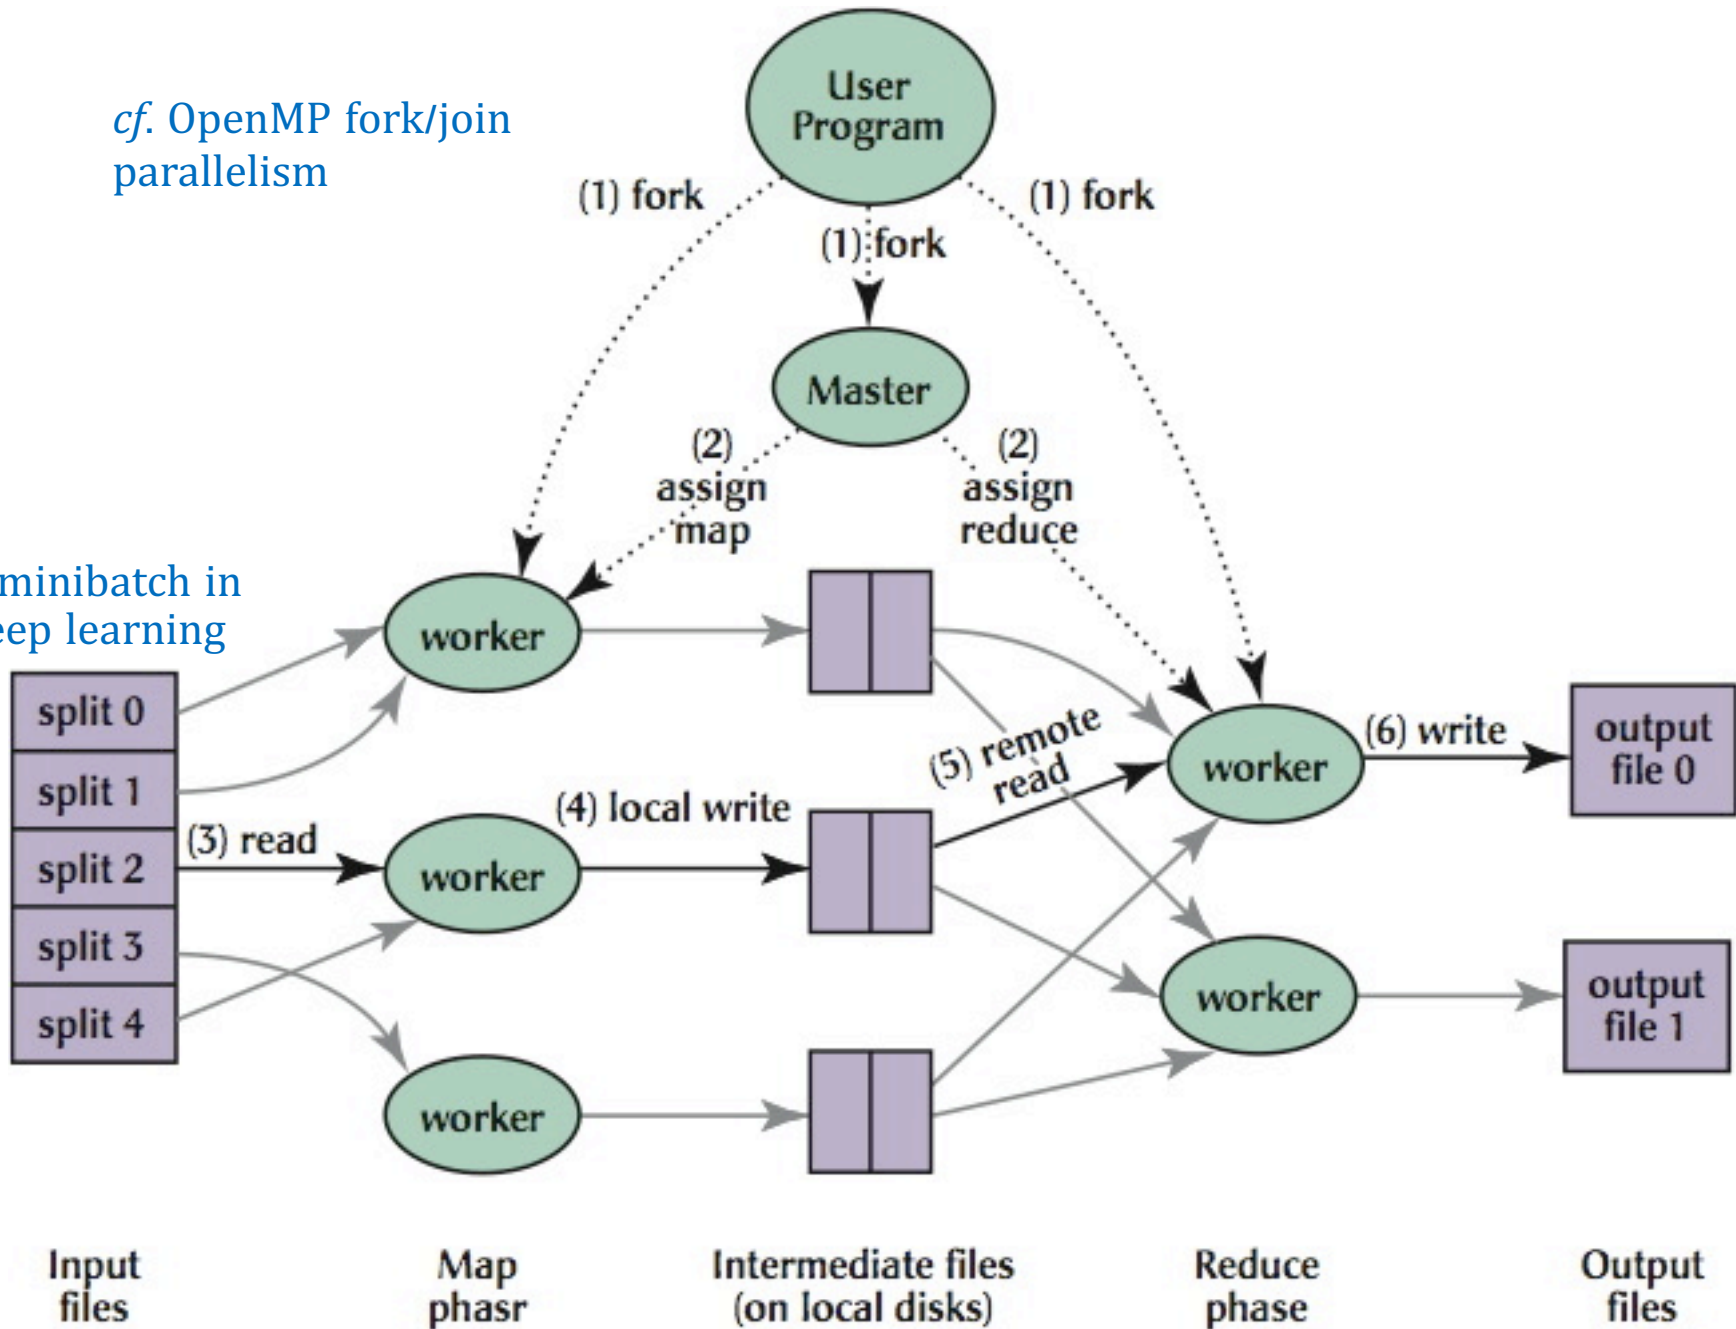 User
Program
cf. OpenMP fork/join
parallelism
(1) fork
(1) fork
(1) fork
Master
(2)
assign
map
(2)
assign
reduce
minibatch in
learning
worker
split 0
split 1
split 2
split 3
split 4
(3) read
worker
(4) local write
(5) remote
read
worker
(6) write
output
file 0
worker
output
file 1
worker
Input
files
Map
phasr
Intermediate files
(on local disks)
Reduce
phase
Output
files